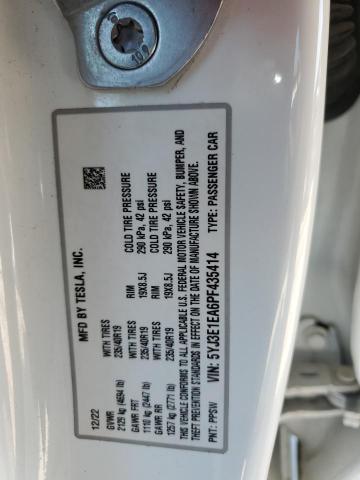 MFD BY TESLA, INC.
12/22
GVWR WITH TIRES RIM COLD TIRE PRESSURE
2129 kg (4694 lb) 235/40R19 19X8.5J 290 kPa, 42 psi
GAWR FRT WITH TIRES RIM COLD TIRE PRESSURE
1110 kg (2447 lb) 235/40R19 19X8.5J 290 kPa, 42 psi
GAWR RR
1257 kg (2771 lb) 235/40R19
THIS VEHICLE CONFORMS TO ALL APPLICABLE U.S. FEDERAL MOTOR VEHICLE SAFETY, BUMPER, AND
THEFT PREVENTION STANDARDS IN EFFECT ON THE DATE OF MANUFACTURE SHOWN ABOVE.
VIN: 5YJ3E1EA6PF435414 TYPE: PASSENGER CAR
PNT: PPSW